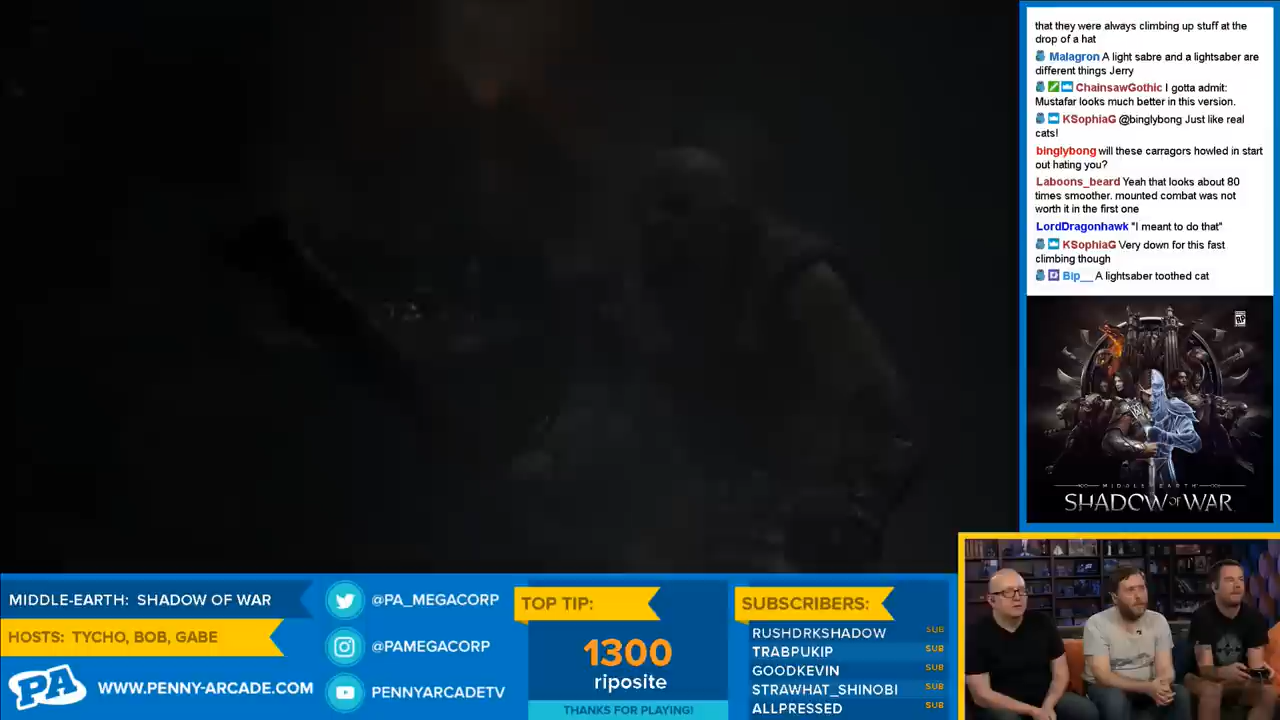 that they were always climbing up stuff at the
drop of a hat
Malagron A light sabre and a lightsaber are
different things Jerry
ChainsawGothic I gotta admit:
Mustafar looks much better in this version.
KSophiaG @binglybong Just like real
cats!
binglybong will these carragors howled in start
out hating you?
Laboons_beard Yeah that looks about 80
times smoother. mounted combat was not
worth it in the first one
LordDragonhawk "I meant to do that"
KSophiaG Very down for this fast
climbing though
Bip__ A lightsaber toothed cat
MIDDLE-EARTH
SHADOW OF WAR
MIDDLE-EARTH: SHADOW OF WAR
HOSTS: TYCHO, BOB, GABE
PA
WWW.PENNY-ARCADE.COM
@PA_MEGACORP
@PAMEGACORP
PENNYARCADETV
TOP TIP:
1300
riposite
THANKS FOR PLAYING!
SUBSCRIBERS:
RUSHDRKSHADOW SUB
TRABPUKIP SUB
GOODKEVIN SUB
STRAWHAT_SHINOBI SUB
ALLPRESSED SUB